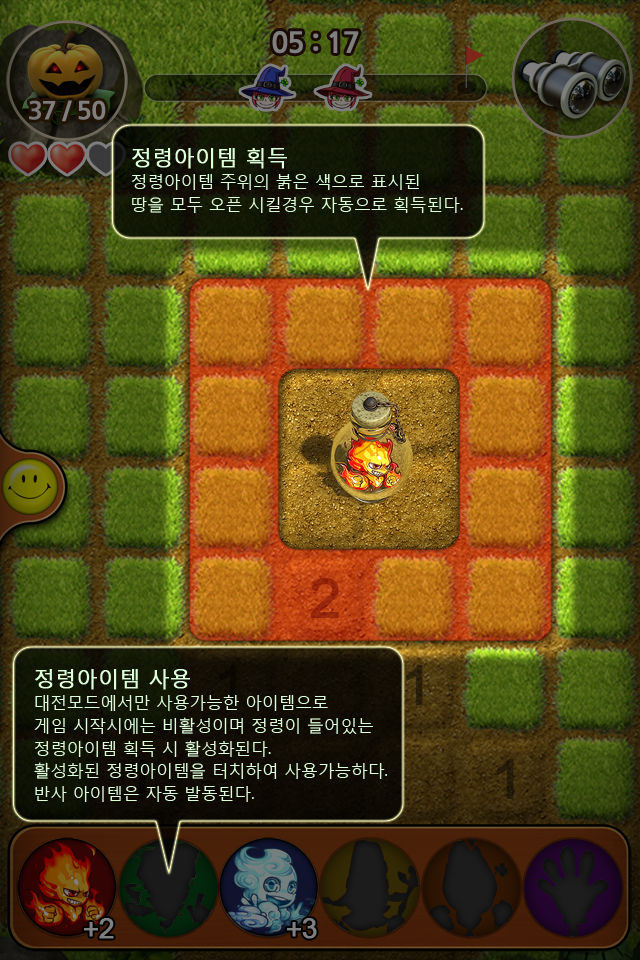 05:17
37 / 50
정령아이템 획득
정령아이템 주위의 붉은 색으로 표시된
땅을 모두 오픈 시킬경우 자동으로 획득된다.
2
정령아이템 사용
대전모드에서만 사용가능한 아이템으로
게임 시작시에는 비활성이며 정령이 들어있는
정령아이템 획득 시 활성화된다.
활성화된 정령아이템을 터치하여 사용가능하다.
반사 아이템은 자동 발동된다.
1
1
1
+2
+3